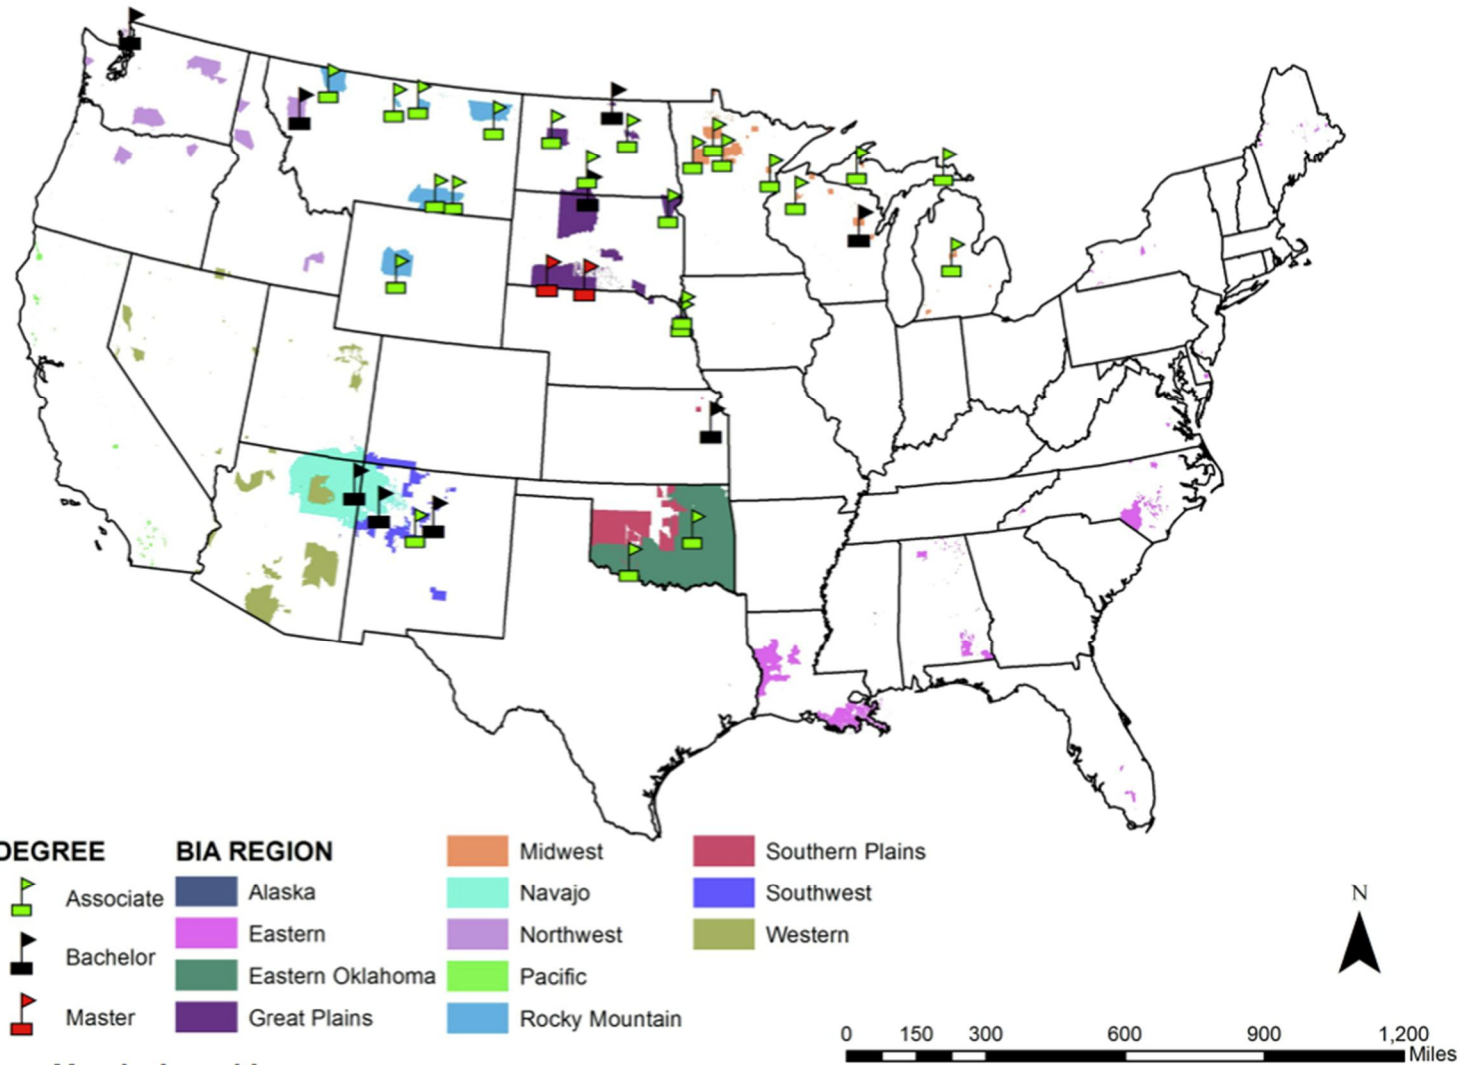 DEGREE
Associate
Bachelor
Master
BIA REGION
Alaska
Eastern
Eastern Oklahoma
Great Plains
Midwest
Navajo
Northwest
Pacific
Rocky Mountain
Southern Plains
Southwest
Western
N
0 150 300 600 900 1,200
Miles